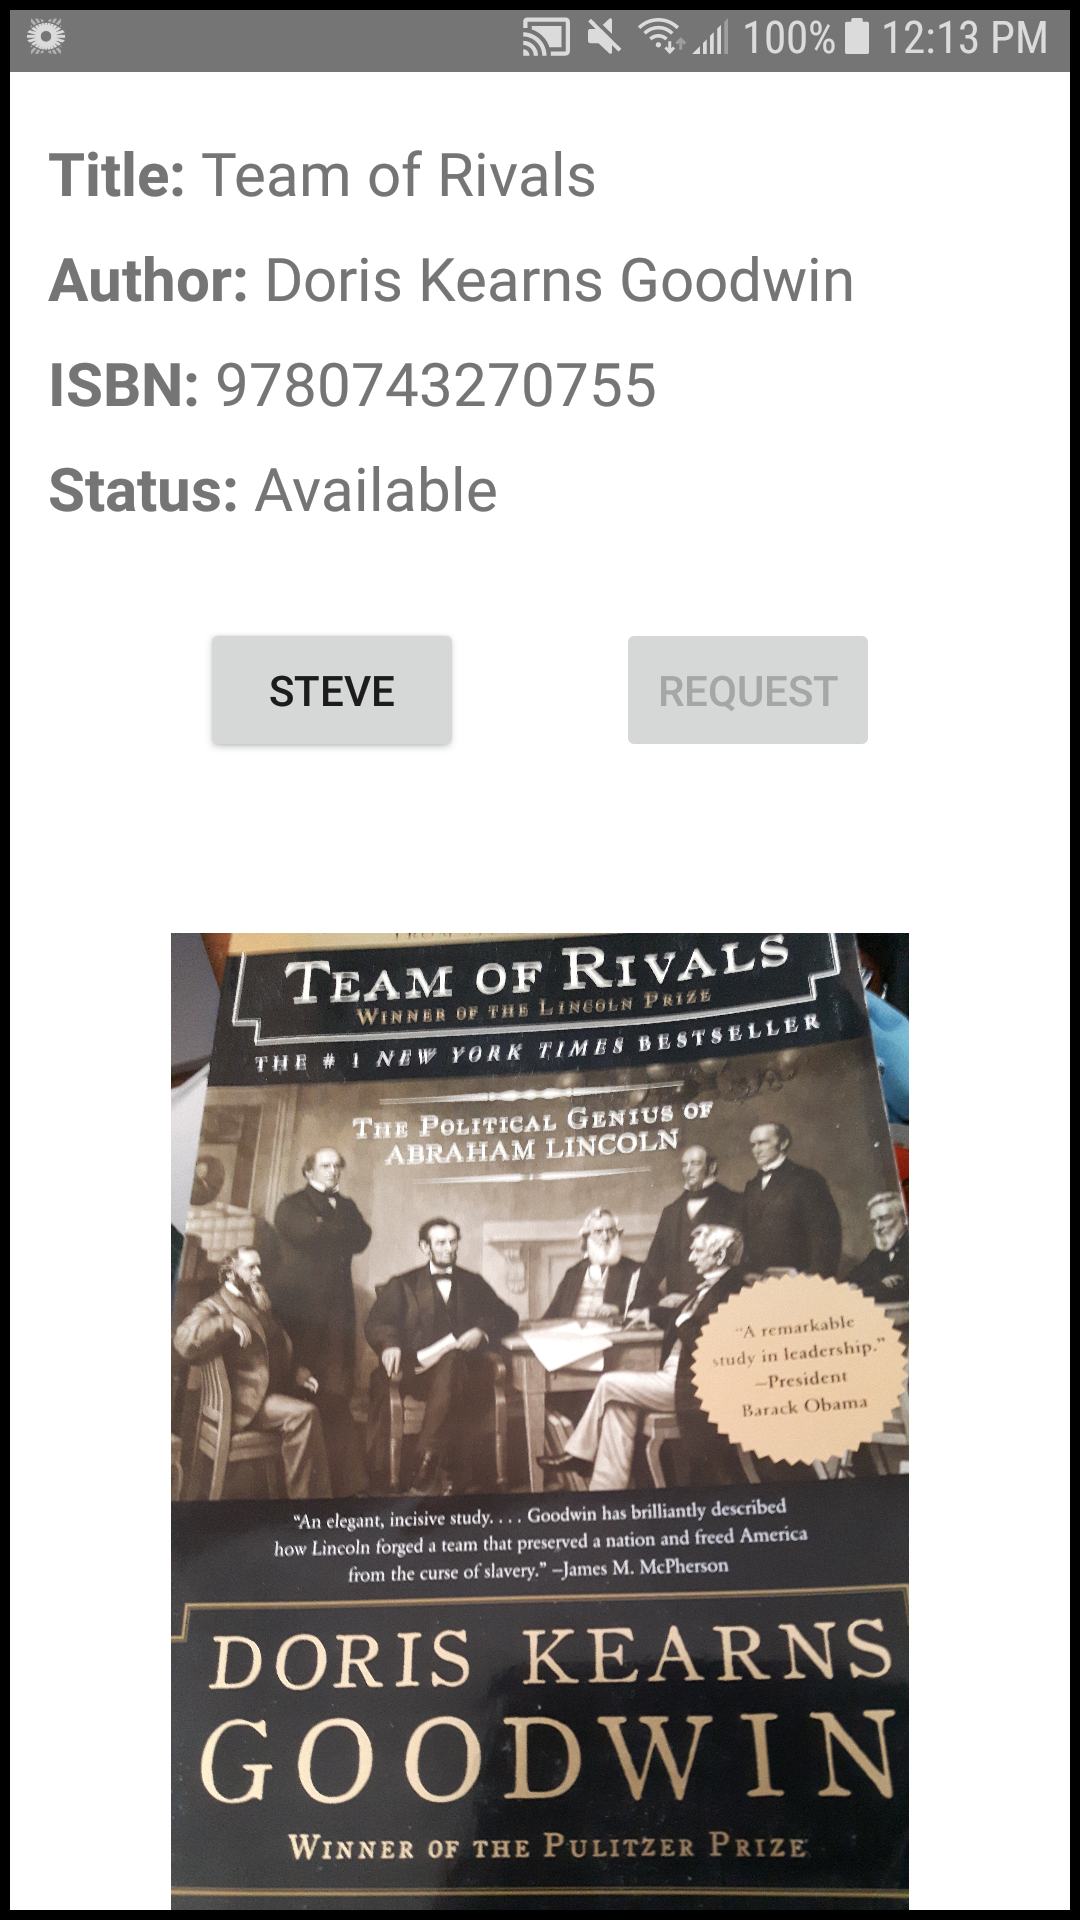 100% 12:13 PM
Title: Team of Rivals
Author: Doris Kearns Goodwin
ISBN: 9780743270755
Status: Available
STEVE REQUEST
TEAM OF RIVALS
WINNER OF THE LINCOLN PRIZE
THE # 1 NEW YORK TIMES BESTSELLER
THE POLITICAL GENIUS OF
ABRAHAM LINCOLN
"A remarkable
study in leadership."
–President
Barack Obama
"An elegant, incisive study. . . . Goodwin has brilliantly described
how Lincoln forged a team that preserved a nation and freed America
from the curse of slavery." –James M. McPherson
DORIS KEARNS
GOODWIN
WINNER OF THE PULITZER PRIZE